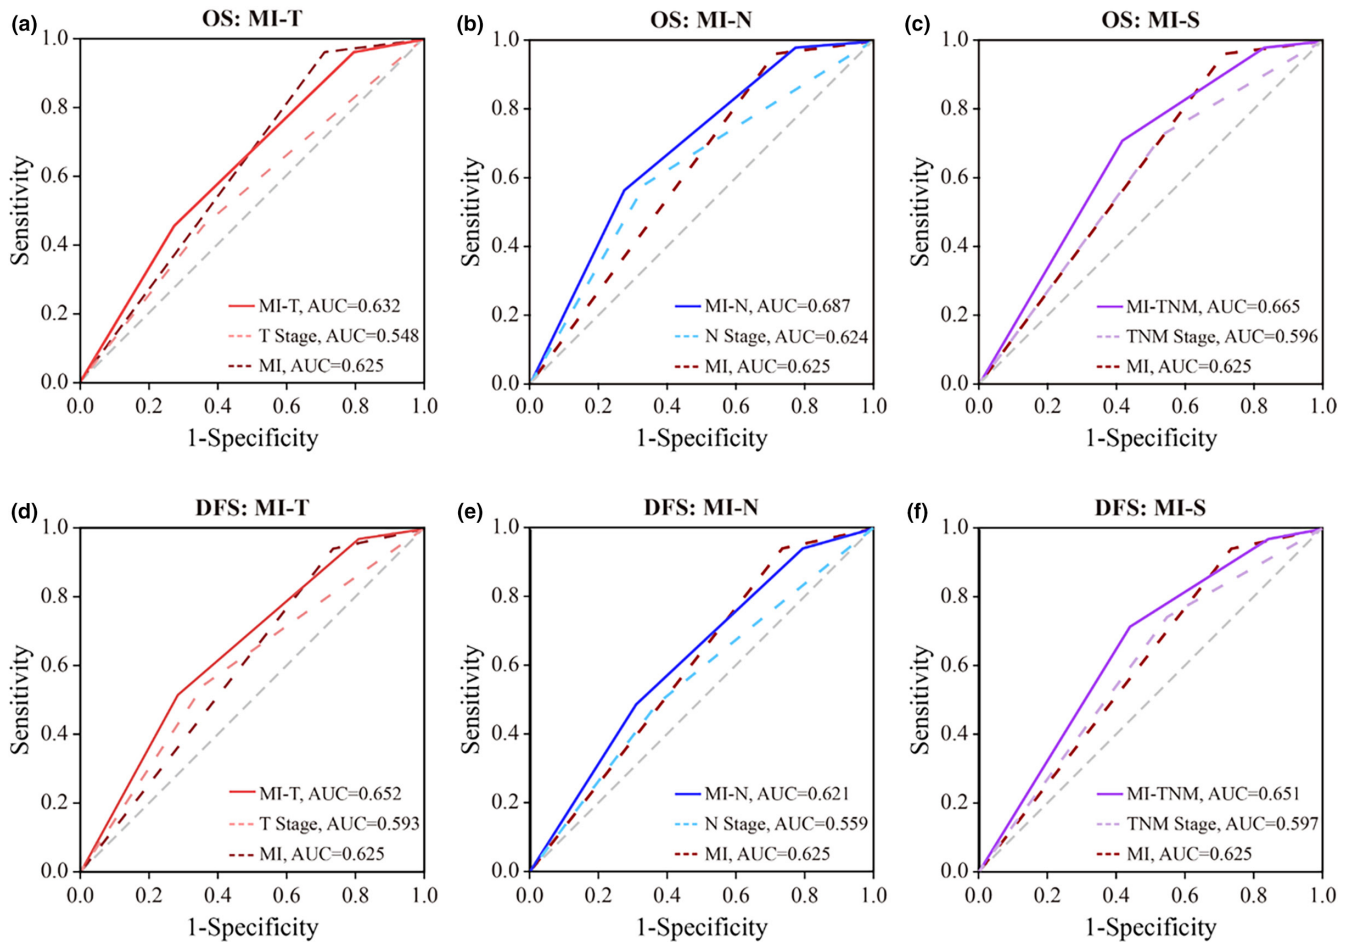 (a) OS: MI-T
1.0
0.8
0.6
0.4
0.2
0.0
Sensitivity
MI-T, AUC=0.632
T Stage, AUC=0.548
MI, AUC=0.625
0.0 0.2 0.4 0.6 0.8 1.0
1-Specificity
(b) OS: MI-N
1.0
0.8
0.6
0.4
0.2
0.0
Sensitivity
MI-N, AUC=0.687
N Stage, AUC=0.624
MI, AUC=0.625
0.0 0.2 0.4 0.6 0.8 1.0
1-Specificity
(c) OS: MI-S
1.0
0.8
0.6
0.4
0.2
0.0
Sensitivity
MI-TNM, AUC=0.665
TNM Stage, AUC=0.596
MI, AUC=0.625
0.0 0.2 0.4 0.6 0.8 1.0
1-Specificity
(d) DFS: MI-T
1.0
0.8
0.6
0.4
0.2
0.0
Sensitivity
MI-T, AUC=0.652
T Stage, AUC=0.593
MI, AUC=0.625
0.0 0.2 0.4 0.6 0.8 1.0
1-Specificity
(e) DFS: MI-N
1.0
0.8
0.6
0.4
0.2
0.0
Sensitivity
MI-N, AUC=0.621
N Stage, AUC=0.559
MI, AUC=0.625
0.0 0.2 0.4 0.6 0.8 1.0
1-Specificity
(f) DFS: MI-S
1.0
0.8
0.6
0.4
0.2
0.0
Sensitivity
MI-TNM, AUC=0.651
TNM Stage, AUC=0.597
MI, AUC=0.625
0.0 0.2 0.4 0.6 0.8 1.0
1-Specificity